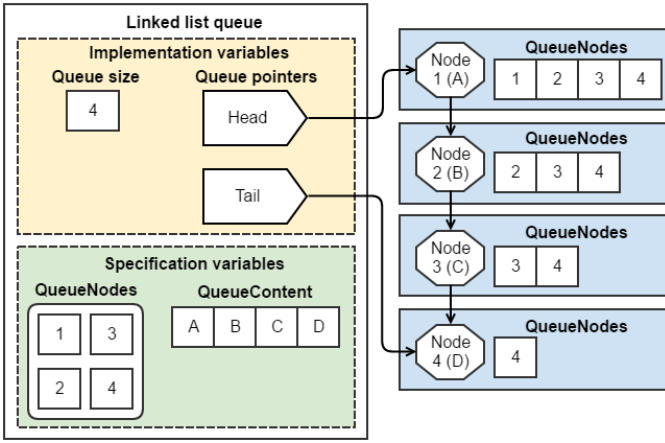 Linked list queue
Implementation variables
Queue size
Queue pointers
4
Head
Tail
Specification variables
QueueNodes
QueueContent
1 3
2 4
A B C D
Node
1 (A)
QueueNodes
1 2 3 4
Node
2 (B)
QueueNodes
2 3 4
Node
3 (C)
QueueNodes
3 4
Node
4 (D)
QueueNodes
4